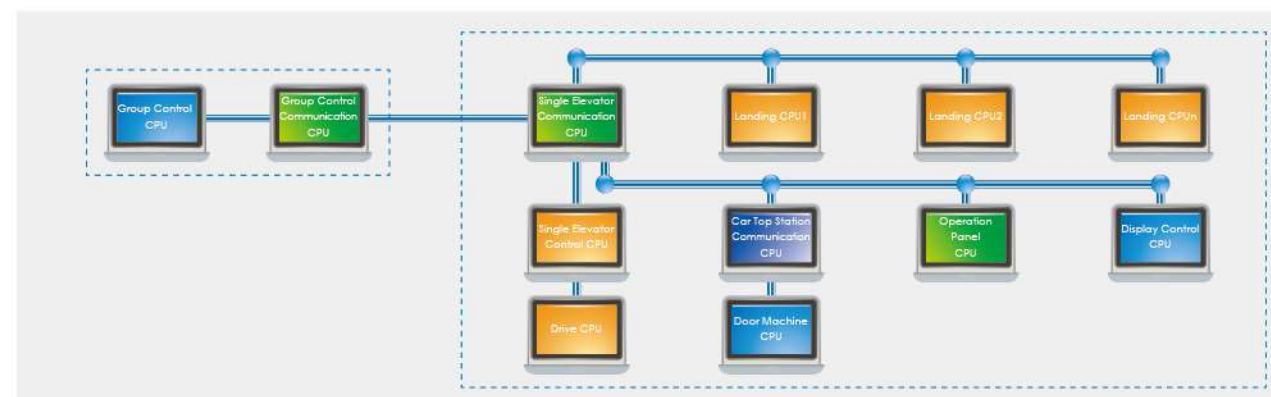 Group Control
CPU
Group Control
Communication
CPU
Single Elevator
Communication
CPU
Landing CPU1
Landing CPU2
Landing CPUn
Single Elevator
Control CPU
Car Top Station
Communication
CPU
Operation
Panel
CPU
Display Control
CPU
Drive CPU
Door Machine
CPU